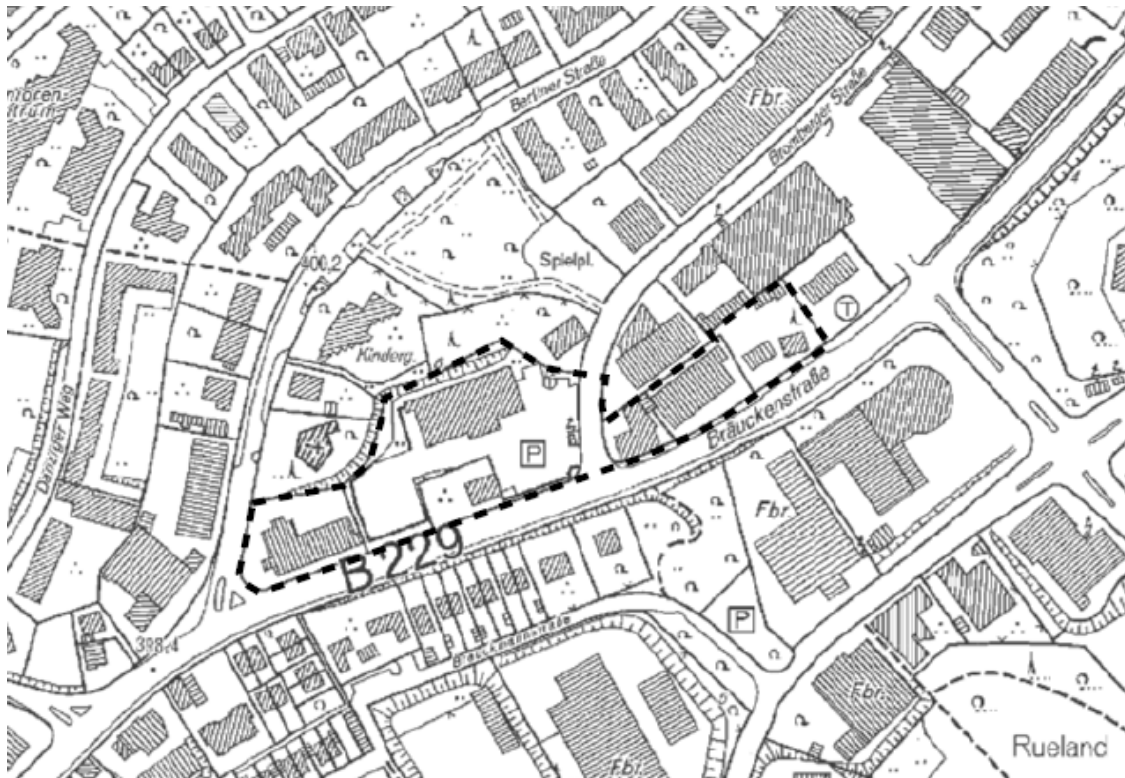 Berliner Straße
Fbr.
Bromberger Straße
400,2
Spielpl.
Kinderg.
T
Danziger Weg
P
Bräuckenstraße
B 229
Fbr.
398,4
Bräuckenstraße
P
Fbr.
Fbr.
Rueland